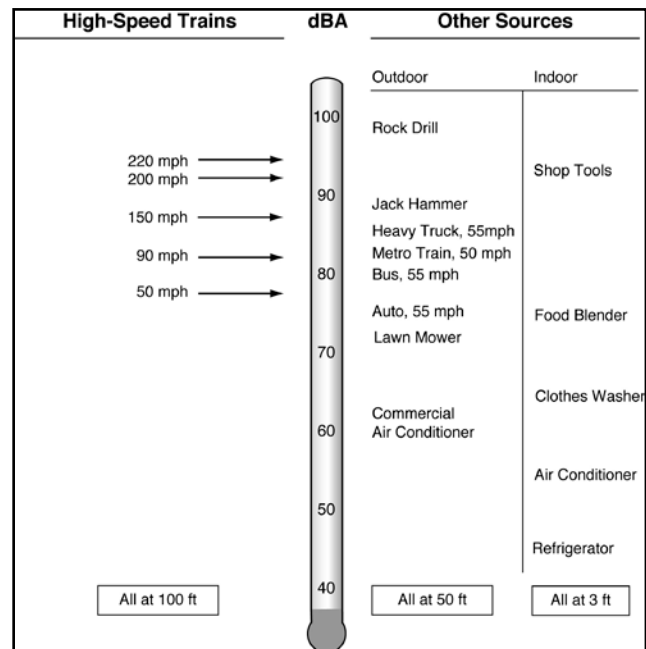 High-Speed Trains
dBA
Other Sources
Outdoor
Indoor
100
Rock Drill
220 mph
Shop Tools
200 mph
90
Jack Hammer
150 mph
Heavy Truck, 55mph
Metro Train, 50 mph
90 mph
80
Bus, 55 mph
50 mph
Auto, 55 mph
Food Blender
Lawn Mower
70
Clothes Washer
Commercial
Air Conditioner
60
Air Conditioner
50
Refrigerator
40
All at 100 ft
All at 50 ft
All at 3 ft